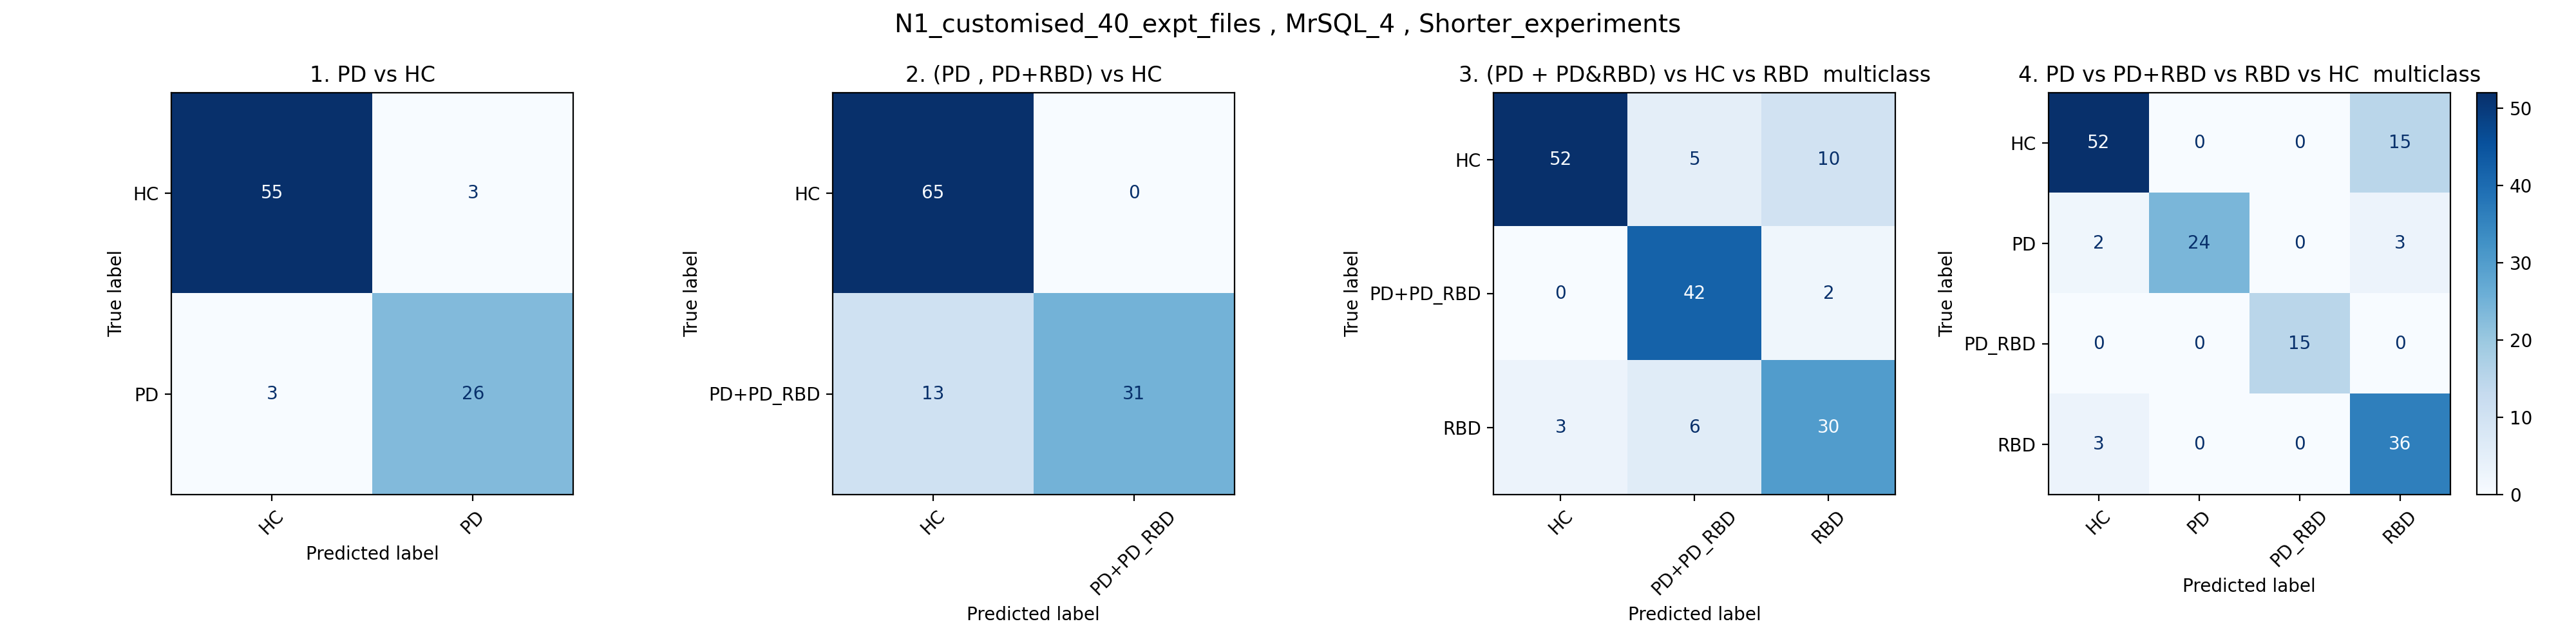 N1_customised_40_expt_files , MrSQL_4 , Shorter_experiments
1. PD vs HC
True label
HC
55
3
PD
3
26
HC
PD
Predicted label
2. (PD , PD+RBD) vs HC
True label
HC
65
0
PD+PD_RBD
13
31
HC
PD+PD_RBD
Predicted label
3. (PD + PD&RBD) vs HC vs RBD  multiclass
True label
HC
52
5
10
PD+PD_RBD
0
42
2
RBD
3
6
30
HC
PD+PD_RBD
RBD
Predicted label
4. PD vs PD+RBD vs RBD vs HC  multiclass
True label
HC
52
0
0
15
PD
2
24
0
3
PD_RBD
0
0
15
0
RBD
3
0
0
36
HC
PD
PD_RBD
RBD
Predicted label
50
40
30
20
10
0